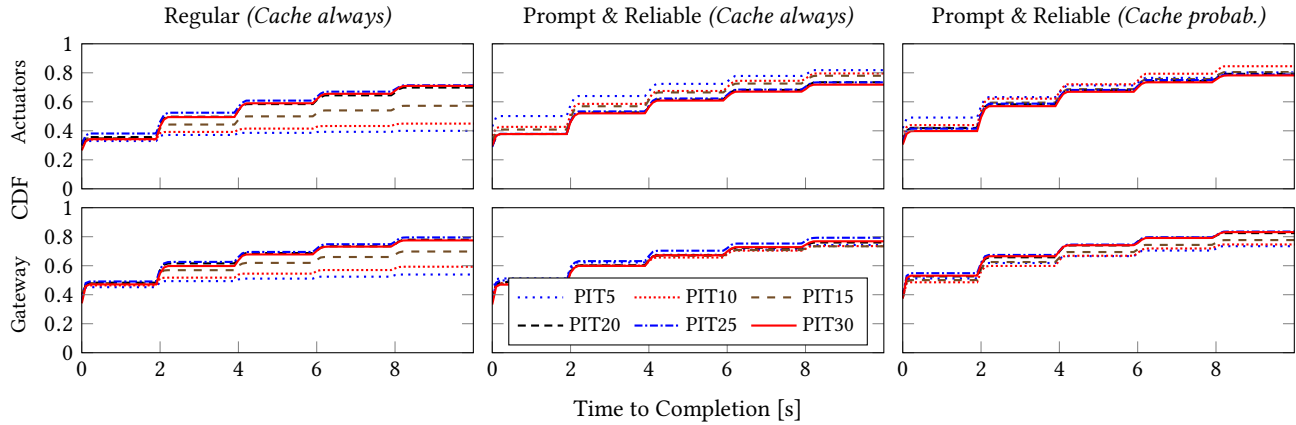 Regular (Cache always)
Prompt & Reliable (Cache always)
Prompt & Reliable (Cache probab.)
Actuators
1
0.8
0.6
0.4
0.2
0
CDF
Gateway
1
0.8
0.6
0.4
0.2
0
PIT5 PIT10 PIT15
PIT20 PIT25 PIT30
0 2 4 6 8
0 2 4 6 8
0 2 4 6 8
Time to Completion [s]